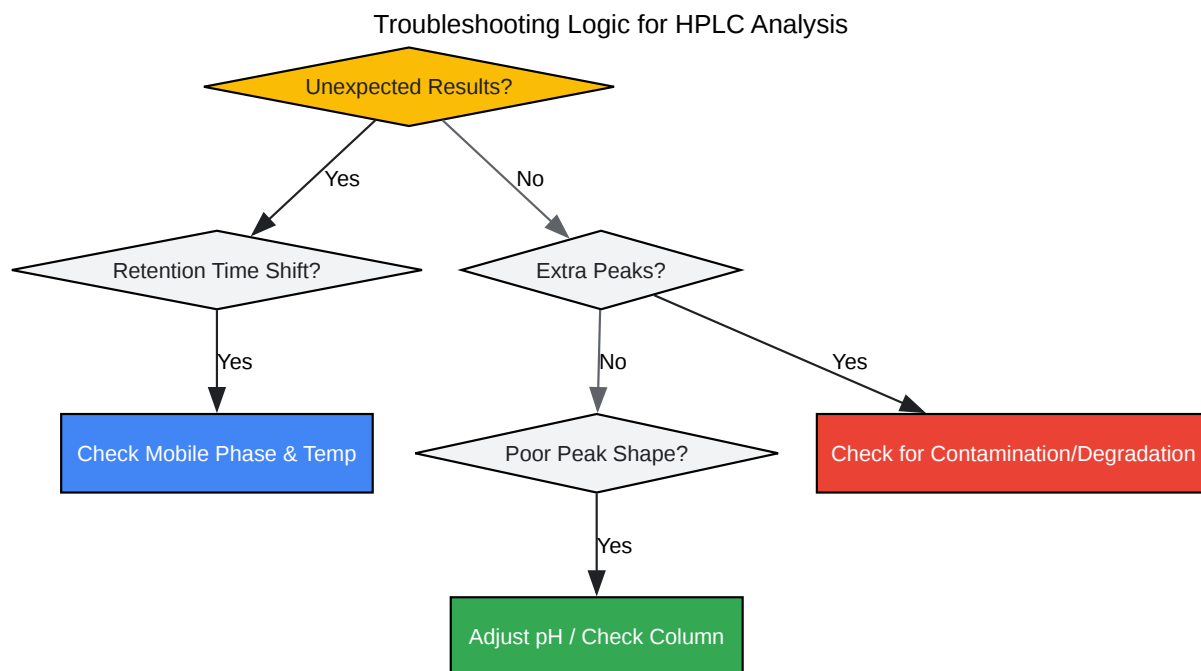 Troubleshooting Logic for HPLC Analysis
Unexpected Results?
Yes
No
Retention Time Shift?
Extra Peaks?
Yes
No
Yes
Check Mobile Phase & Temp
Poor Peak Shape?
Check for Contamination/Degradation
Yes
Adjust pH / Check Column